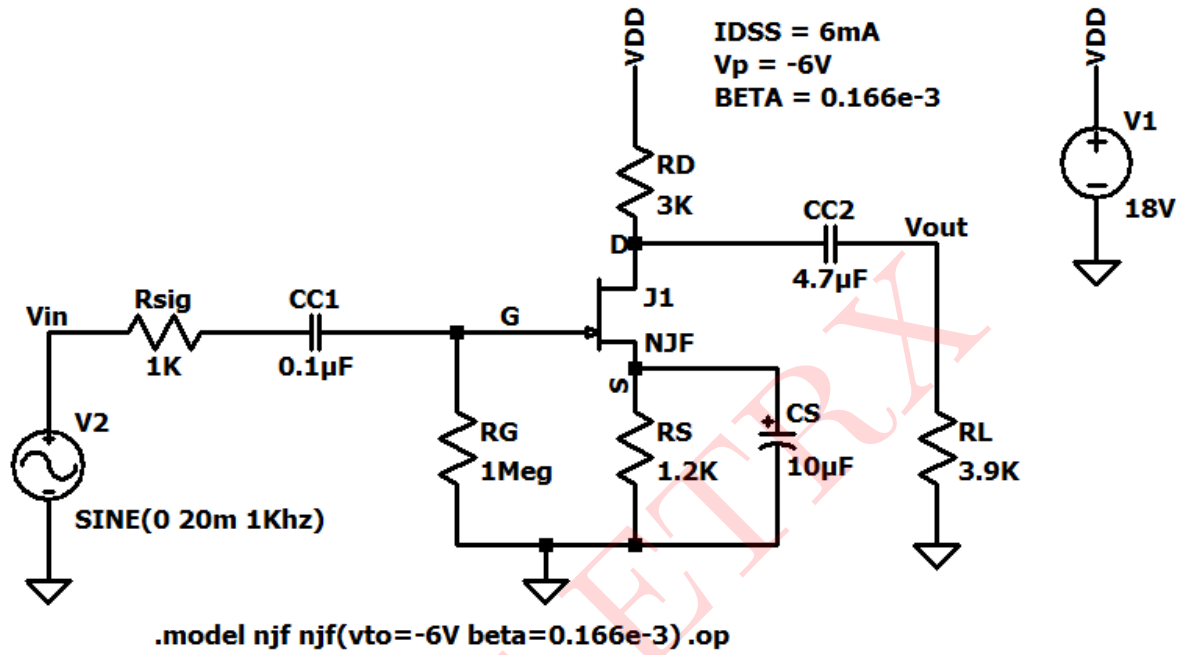 VDD
IDSS = 6mA
Vp = -6V
BETA = 0.166e-3
VDD
V1
18V
RD
3K
D
CC2
4.7µF
Vout
J1
NJF
Vin
Rsig
1K
CC1
0.1µF
G
S
V2
SINE(0 20m 1Khz)
RG
1Meg
RS
1.2K
CS
10µF
RL
3.9K
ETRX
.model njf njf(vto=-6V beta=0.166e-3) .op